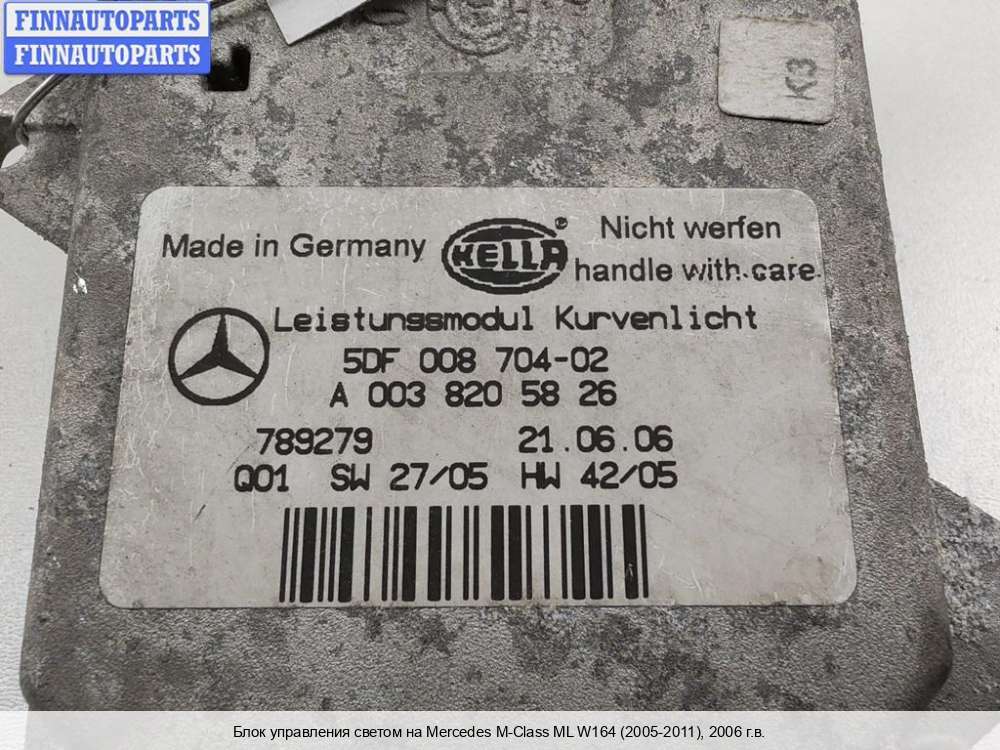 FINNAUTOPARTS
FINNAUTOPARTS
K3
Made in Germany
HELLA
®
Nicht werfen
handle with care
Leistungsmodul Kurvenlicht
5DF 008 704-02
A 003 820 58 26
789279 21.06.06
Q01 SW 27/05 HW 42/05
Блок управления светом на Mercedes M-Class ML W164 (2005-2011), 2006 г.в.